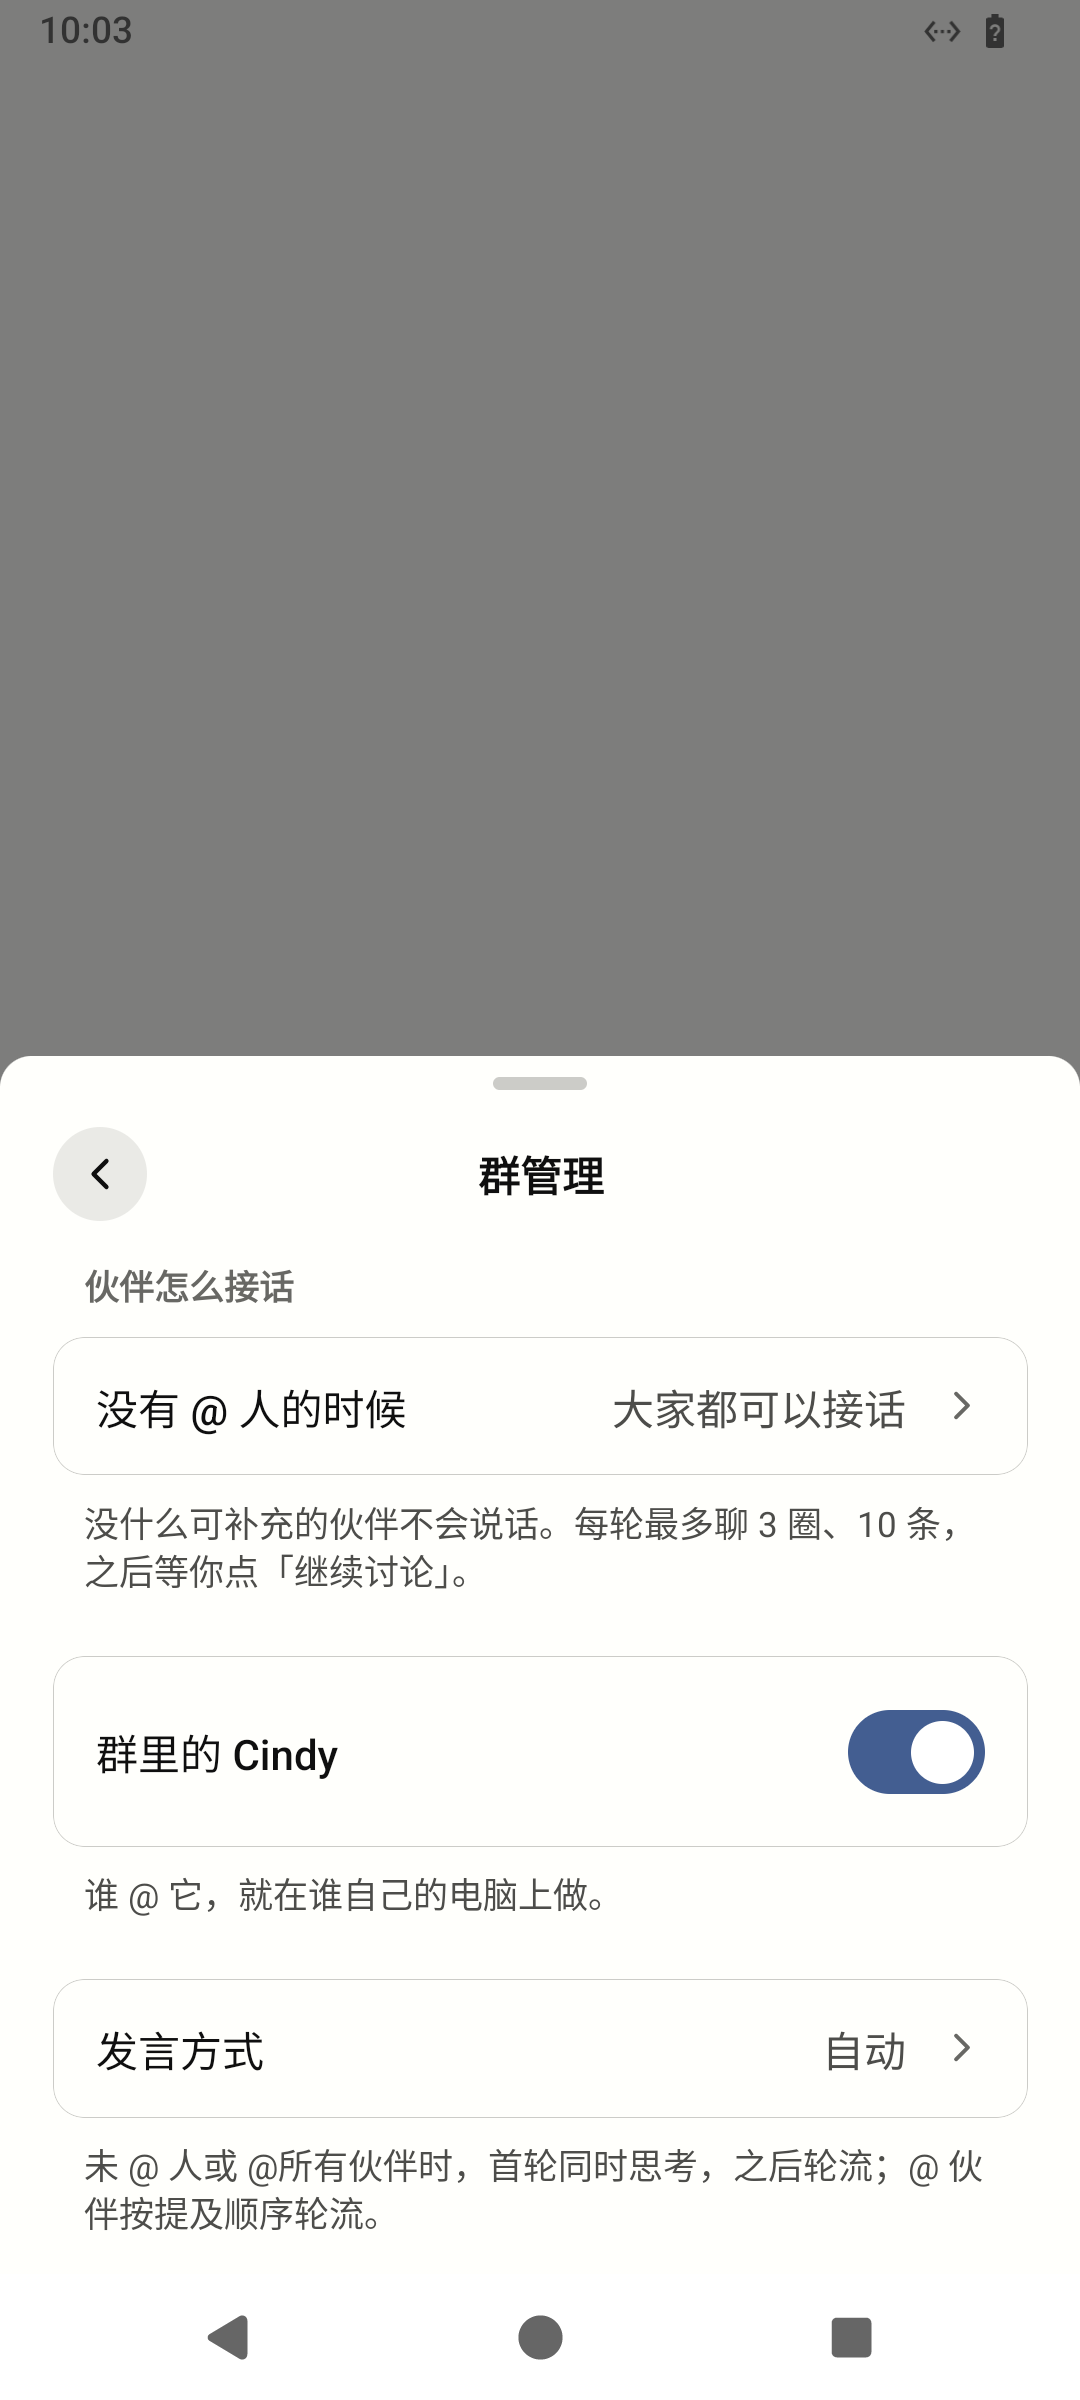 10:03
群管理
伙伴怎么接话
没有 @ 人的时候 大家都可以接话
没什么可补充的伙伴不会说话。每轮最多聊 3 圈、10 条，
之后等你点「继续讨论」。
群里的 Cindy
谁 @ 它，就在谁自己的电脑上做。
发言方式 自动
未 @ 人或 @所有伙伴时，首轮同时思考，之后轮流；@ 伙
伴按提及顺序轮流。